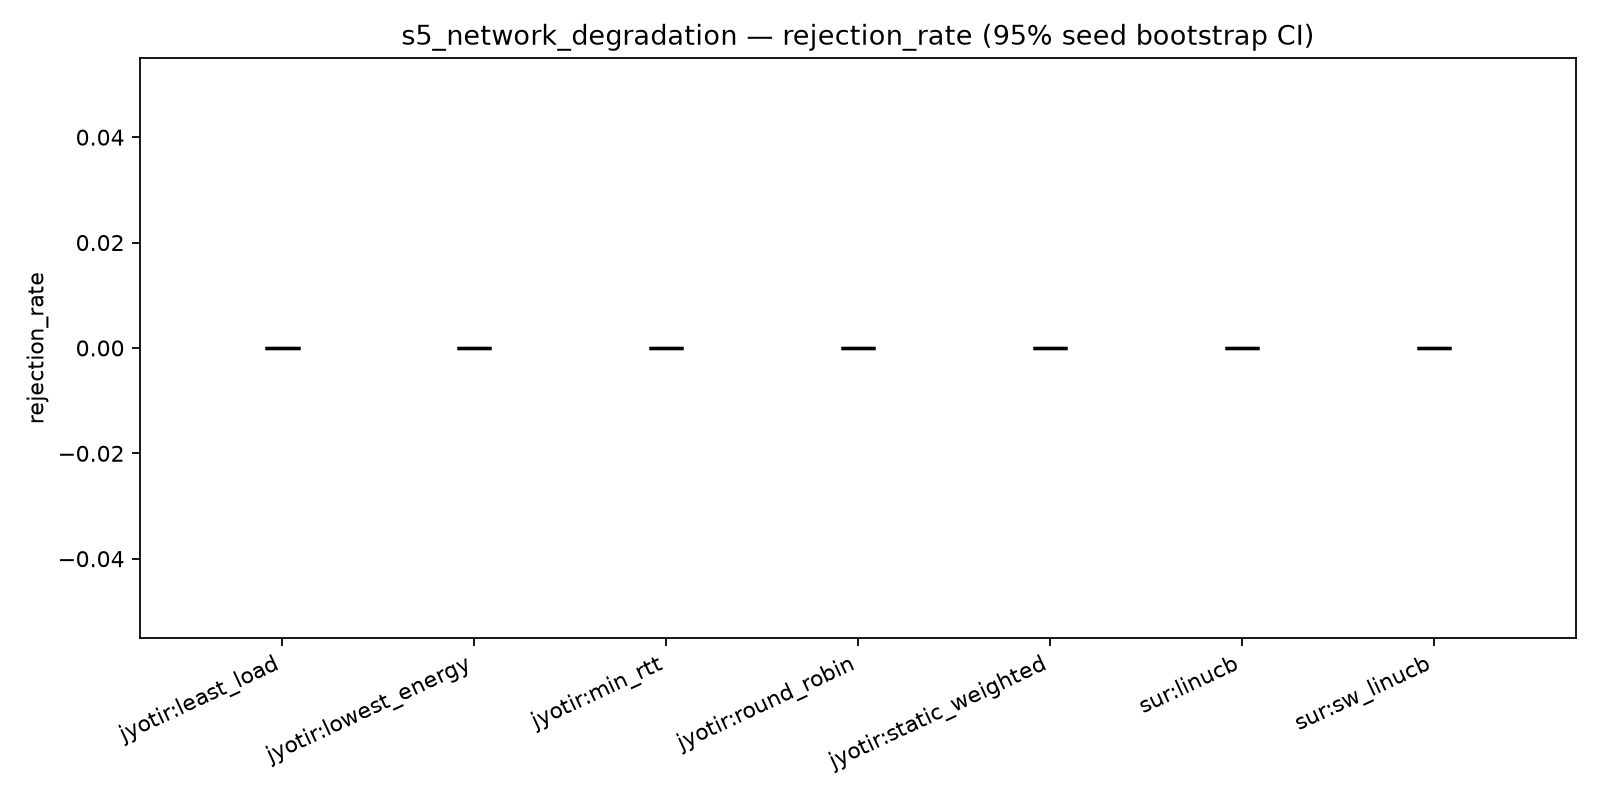 s5_network_degradation — rejection_rate (95% seed bootstrap CI)
rejection_rate
0.04
0.02
0.00
−0.02
−0.04
jyotir:least_load
jyotir:lowest_energy
jyotir:min_rtt
jyotir:round_robin
jyotir:static_weighted
sur:linucb
sur:sw_linucb